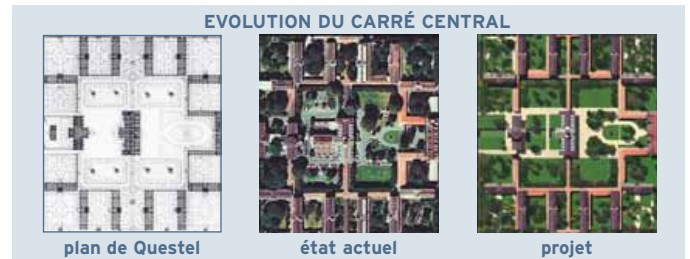 EVOLUTION DU CARRÉ CENTRAL
plan de Questel
état actuel
projet